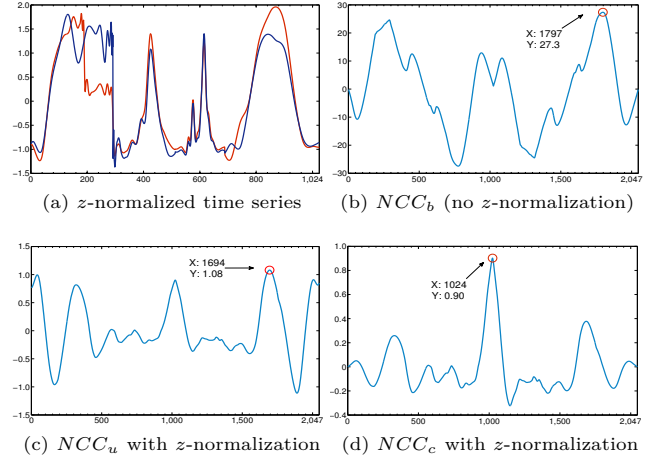 2.0
1.5
1.0
0.5
0
-0.5
-1.0
-1.5
0 200 400 600 800 1,024
(a) z-normalized time series
30
20
10
0
-10
-20
-30
0 500 1,000 1,500 2,047
X: 1797
Y: 27.3
(b) NCC_b (no z-normalization)
1.5
1.0
0.5
0
-0.5
-1.0
-1.5
0 500 1,000 1,500 2,047
X: 1694
Y: 1.08
(c) NCC_u with z-normalization
1.0
0.8
0.6
0.4
0.2
-0
-0.2
-0.4
0 500 1,000 1,500 2,047
X: 1024
Y: 0.90
(d) NCC_c with z-normalization